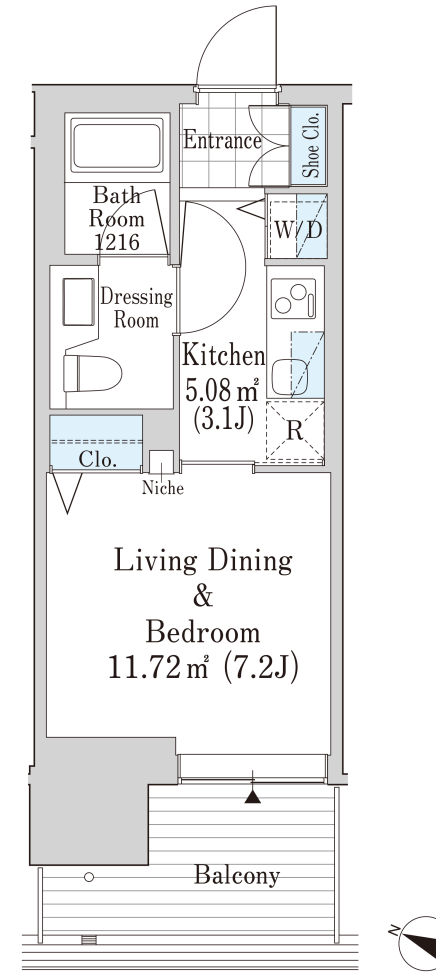 Entrance
Shoe Clo.
Bath
Room
1216
W/D
Dressing
Room
Kitchen
5.08㎡
(3.1J)
R
Clo.
Niche
Living Dining
&
Bedroom
11.72㎡ (7.2J)
Balcony
N